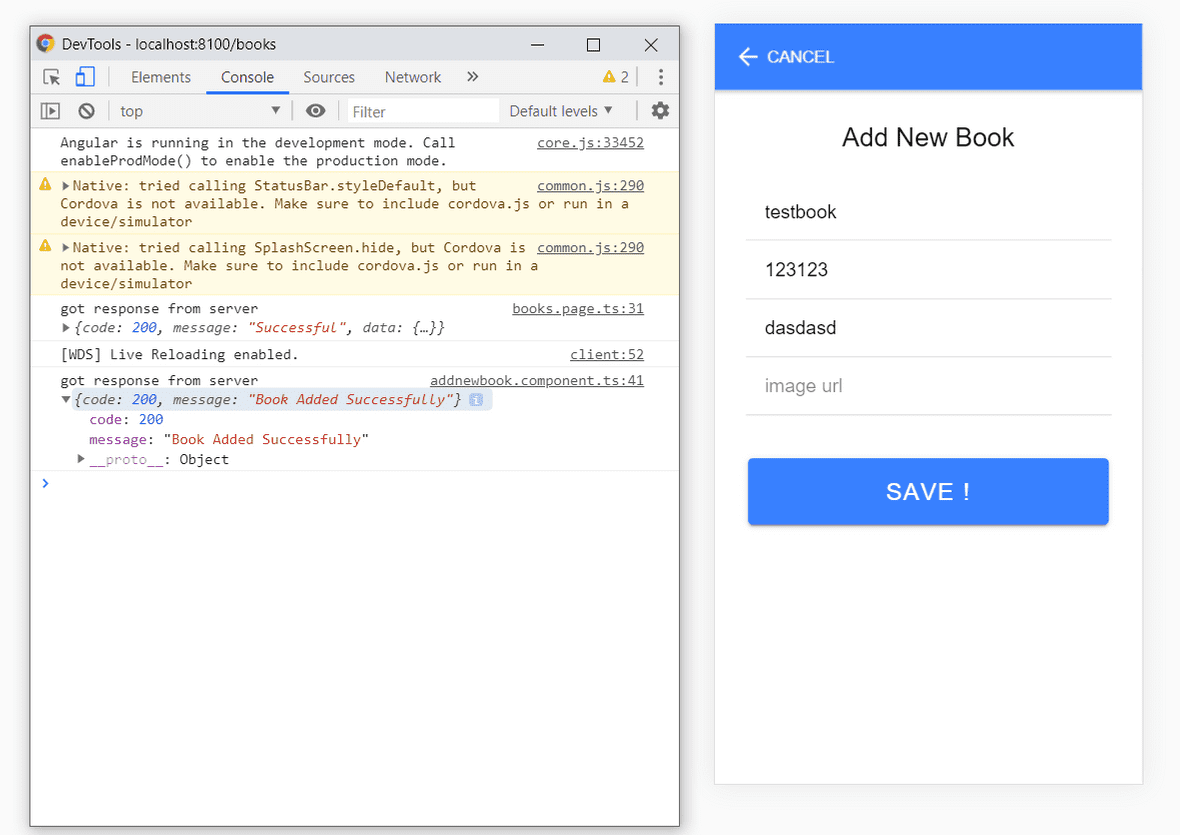 DevTools - localhost:8100/books
Elements Console Sources Network » 2
top Filter Default levels
Angular is running in the development mode. Call core.js:33452
enableProdMode() to enable the production mode.
Native: tried calling StatusBar.styleDefault, but common.js:290
Cordova is not available. Make sure to include cordova.js or run in a
device/simulator
Native: tried calling SplashScreen.hide, but Cordova is common.js:290
not available. Make sure to include cordova.js or run in a
device/simulator
got response from server books.page.ts:31
{code: 200, message: "Successful", data: {…}}
[WDS] Live Reloading enabled. client:52
got response from server addnewbook.component.ts:41
{code: 200, message: "Book Added Successfully"} i
code: 200
message: "Book Added Successfully"
__proto__: Object
CANCEL
Add New Book
testbook
123123
dasdasd
image url
SAVE !